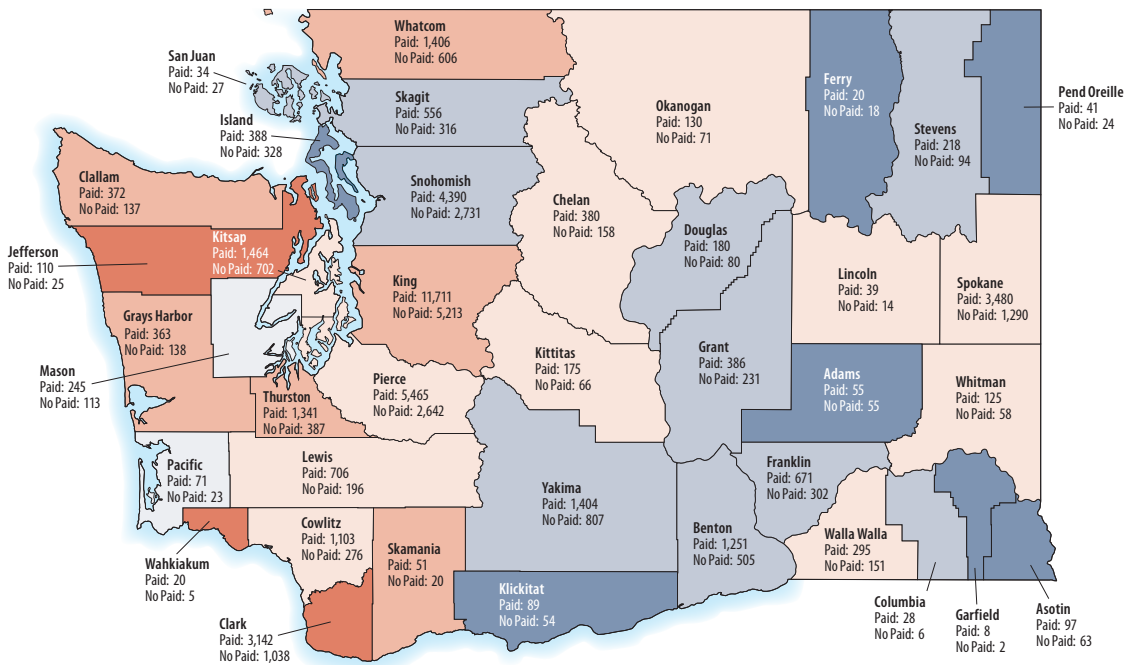 Whatcom
Paid: 1,406
No Paid: 606
San Juan
Paid: 34
No Paid: 27
Skagit
Paid: 556
No Paid: 316
Island
Paid: 388
No Paid: 328
Okanogan
Paid: 130
No Paid: 71
Ferry
Paid: 20
No Paid: 18
Stevens
Paid: 218
No Paid: 94
Pend Oreille
Paid: 41
No Paid: 24
Clallam
Paid: 372
No Paid: 137
Snohomish
Paid: 4,390
No Paid: 2,731
Chelan
Paid: 380
No Paid: 158
Douglas
Paid: 180
No Paid: 80
Jefferson
Paid: 110
No Paid: 25
Kitsap
Paid: 1,464
No Paid: 702
King
Paid: 11,711
No Paid: 5,213
Lincoln
Paid: 39
No Paid: 14
Spokane
Paid: 3,480
No Paid: 1,290
Grays Harbor
Paid: 363
No Paid: 138
Mason
Paid: 245
No Paid: 113
Thurston
Paid: 1,341
No Paid: 387
Pierce
Paid: 5,465
No Paid: 2,642
Kittitas
Paid: 175
No Paid: 66
Grant
Paid: 386
No Paid: 231
Adams
Paid: 55
No Paid: 55
Whitman
Paid: 125
No Paid: 58
Pacific
Paid: 71
No Paid: 23
Lewis
Paid: 706
No Paid: 196
Yakima
Paid: 1,404
No Paid: 807
Franklin
Paid: 671
No Paid: 302
Benton
Paid: 1,251
No Paid: 505
Walla Walla
Paid: 295
No Paid: 151
Wahkiakum
Paid: 20
No Paid: 5
Cowlitz
Paid: 1,103
No Paid: 276
Skamania
Paid: 51
No Paid: 20
Klickitat
Paid: 89
No Paid: 54
Clark
Paid: 3,142
No Paid: 1,038
Columbia
Paid: 28
No Paid: 6
Garfield
Paid: 8
No Paid: 2
Asotin
Paid: 97
No Paid: 63